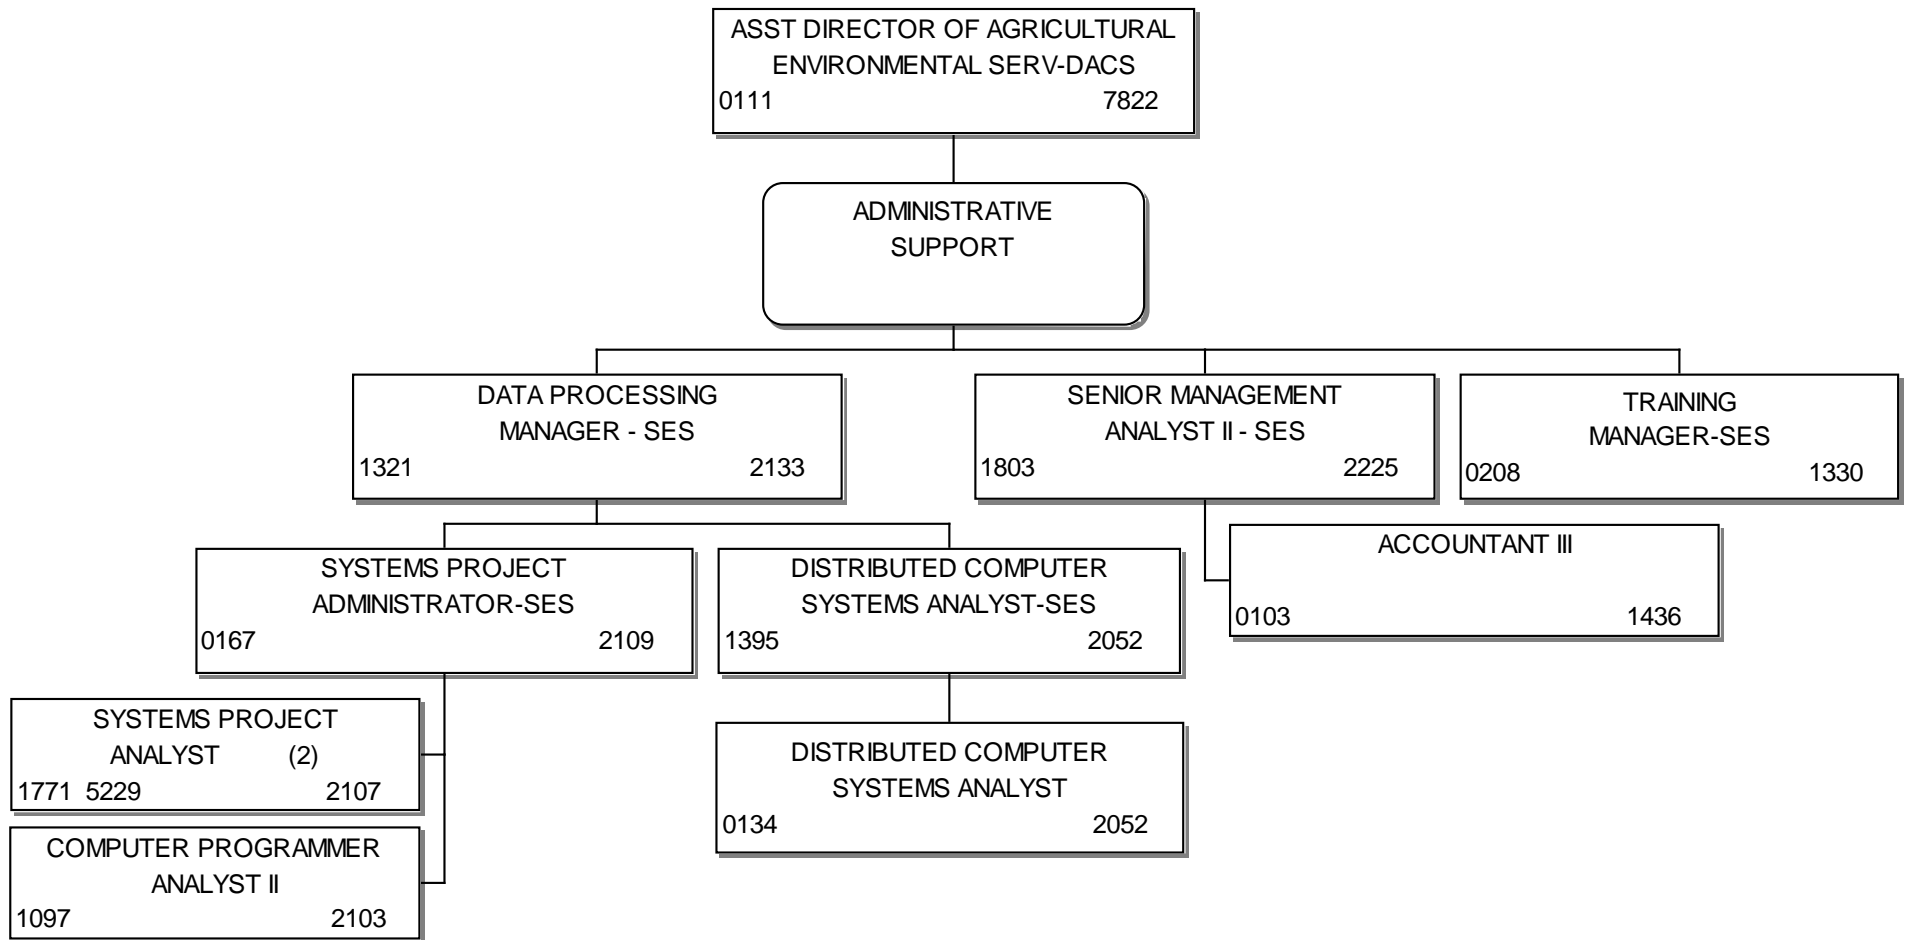 ASST DIRECTOR OF AGRICULTURAL
ENVIRONMENTAL SERV-DACS
0111 7822
ADMINISTRATIVE
SUPPORT
DATA PROCESSING
MANAGER - SES
1321 2133
SENIOR MANAGEMENT
ANALYST II - SES
1803 2225
TRAINING
MANAGER-SES
0208 1330
SYSTEMS PROJECT
ADMINISTRATOR-SES
0167 2109
DISTRIBUTED COMPUTER
SYSTEMS ANALYST-SES
1395 2052
ACCOUNTANT III
0103 1436
SYSTEMS PROJECT
ANALYST (2)
1771 5229 2107
DISTRIBUTED COMPUTER
SYSTEMS ANALYST
0134 2052
COMPUTER PROGRAMMER
ANALYST II
1097 2103